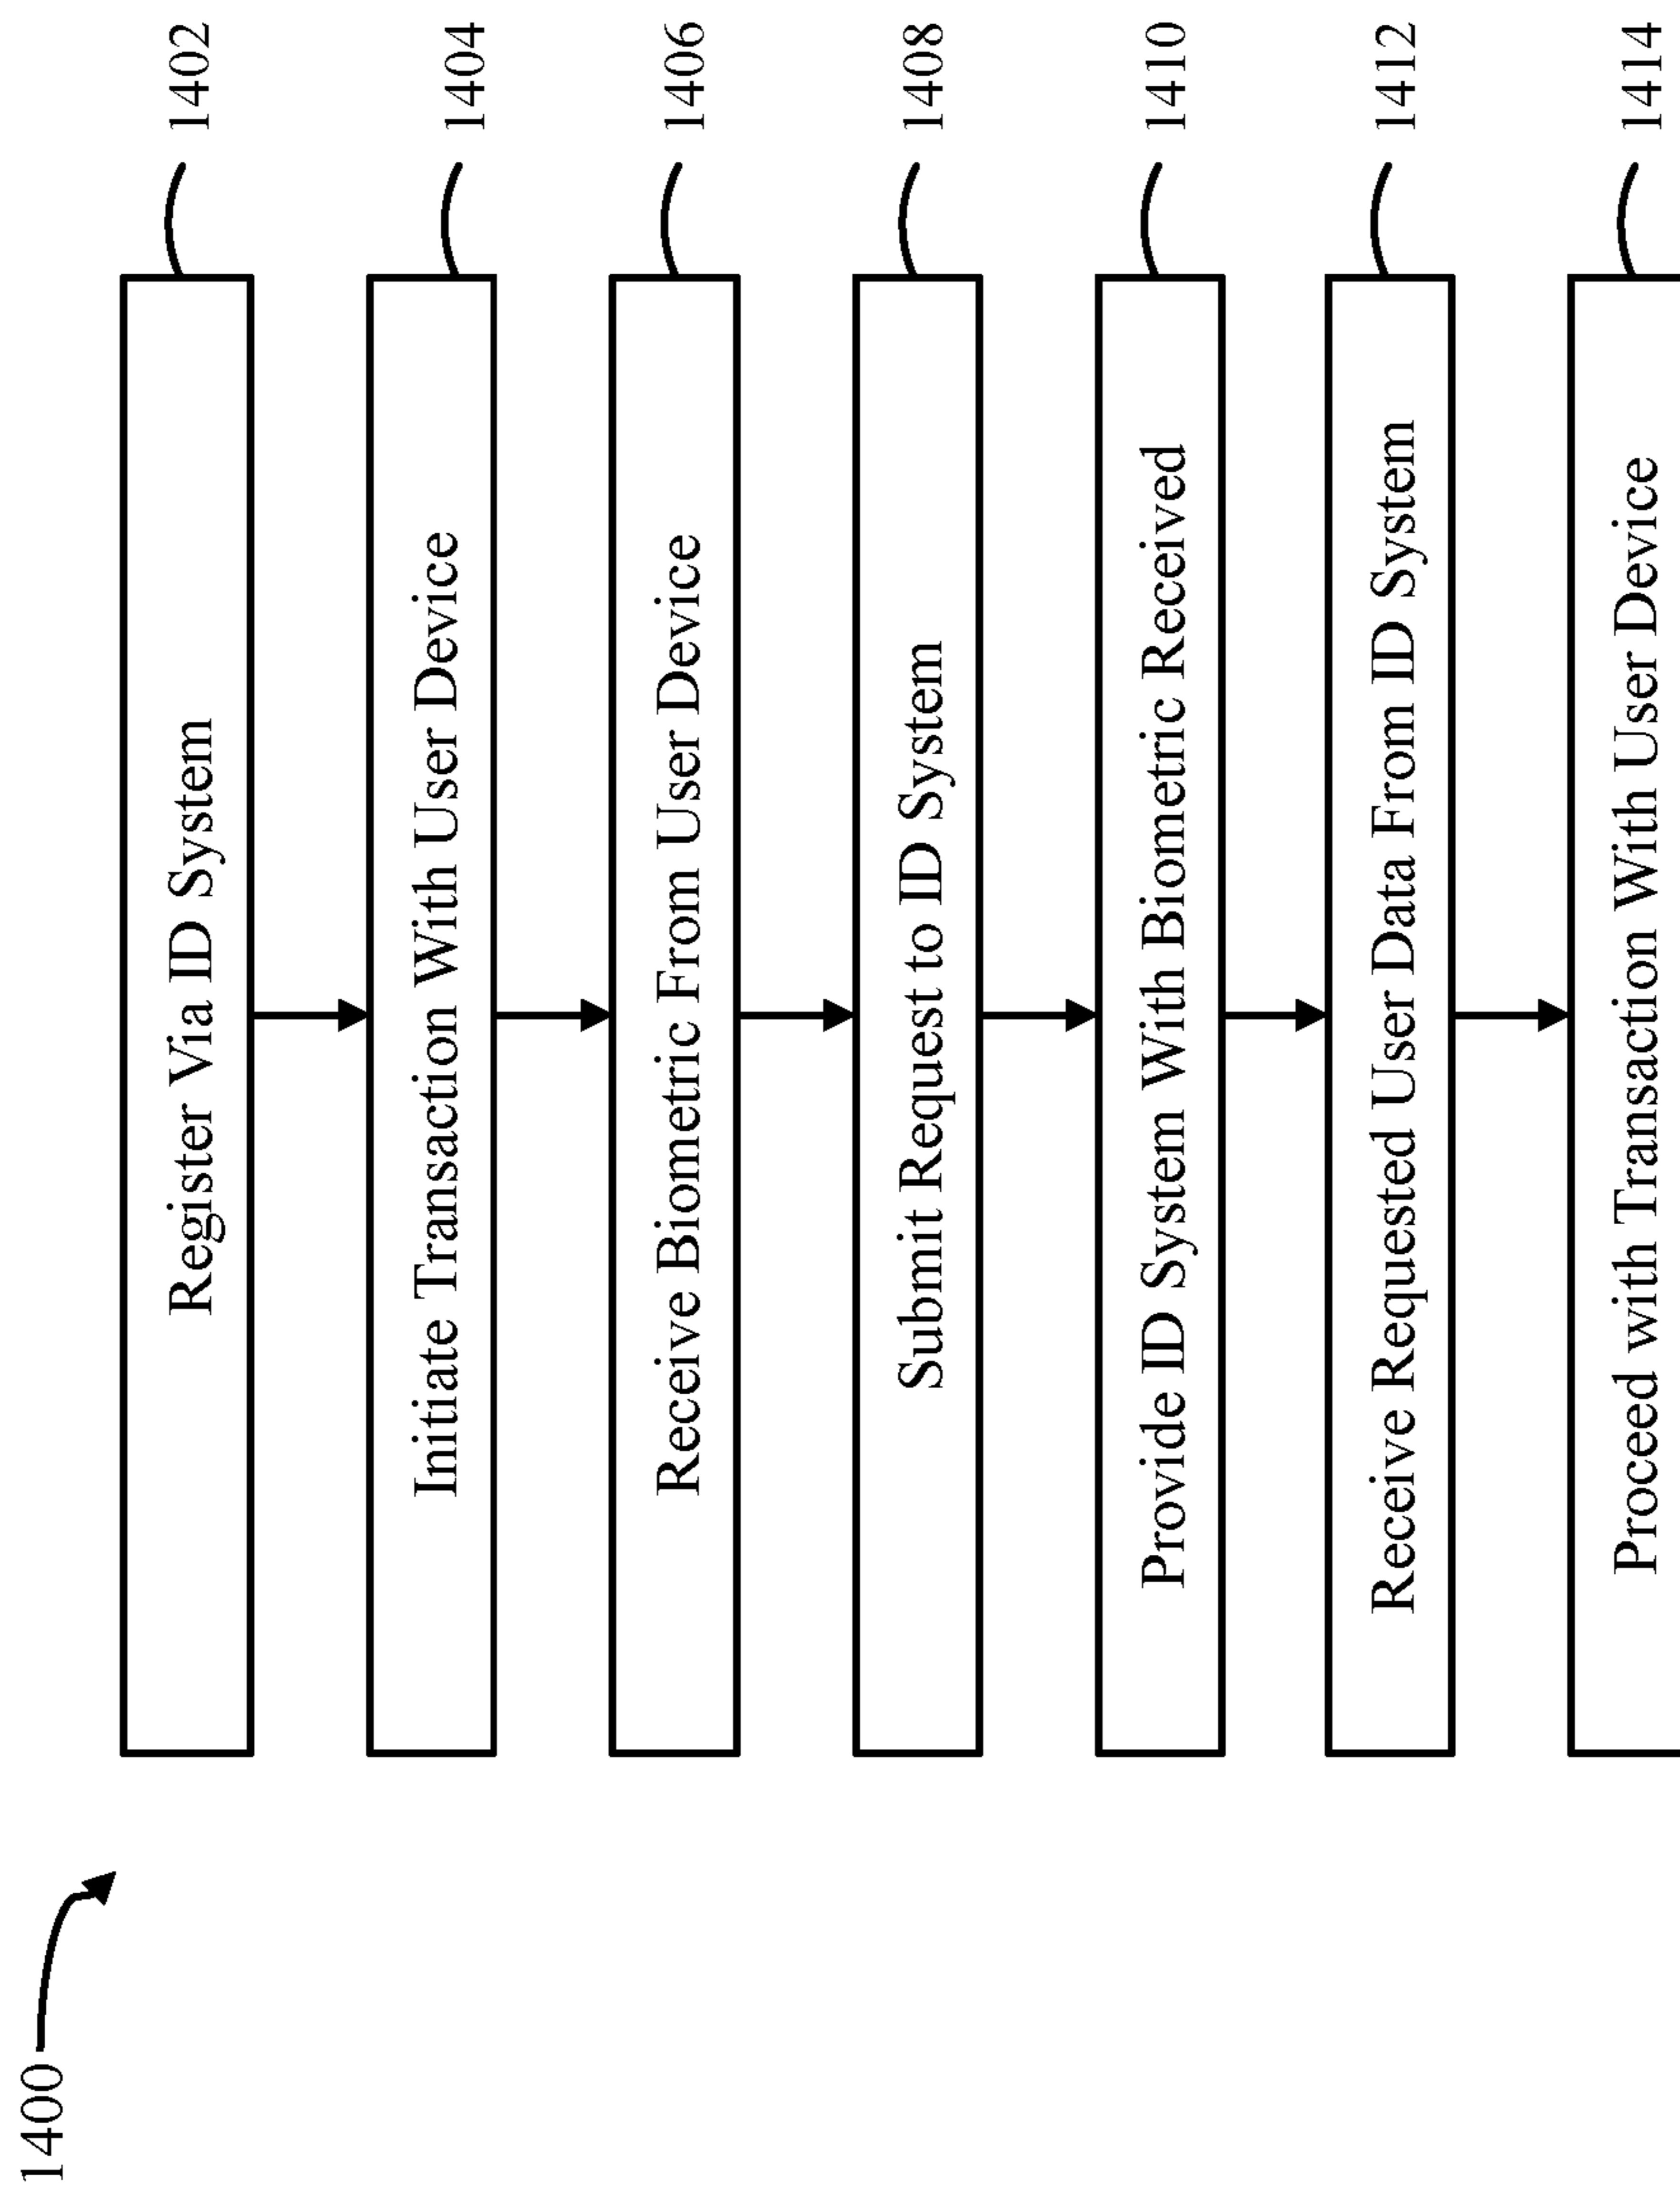 1400
Register Via ID System
1402
Initiate Transaction With User Device
1404
Receive Biometric From User Device
1406
Submit Request to ID System
1408
Provide ID System With Biometric Received
1410
Receive Requested User Data From ID System
1412
Proceed with Transaction With User Device
1414